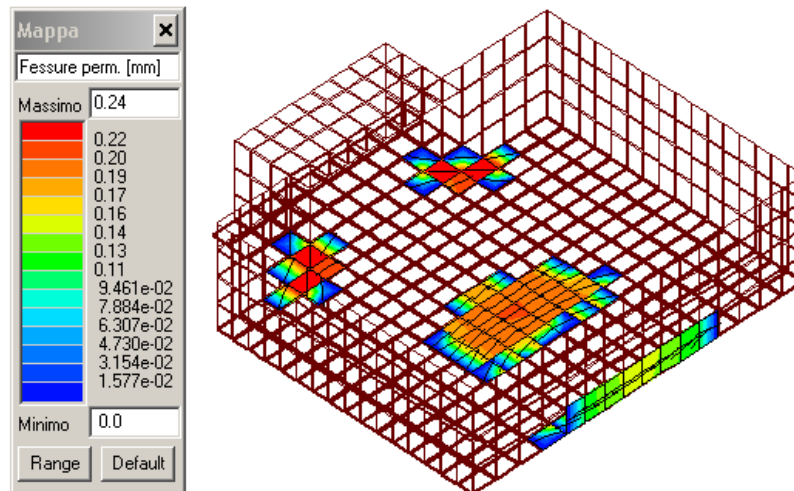 Mappa
Fessure perm. [mm]
Massimo 0.24
0.22
0.20
0.19
0.17
0.16
0.14
0.13
0.11
9.461e-02
7.884e-02
6.307e-02
4.730e-02
3.154e-02
1.577e-02
Minimo 0.0
Range Default